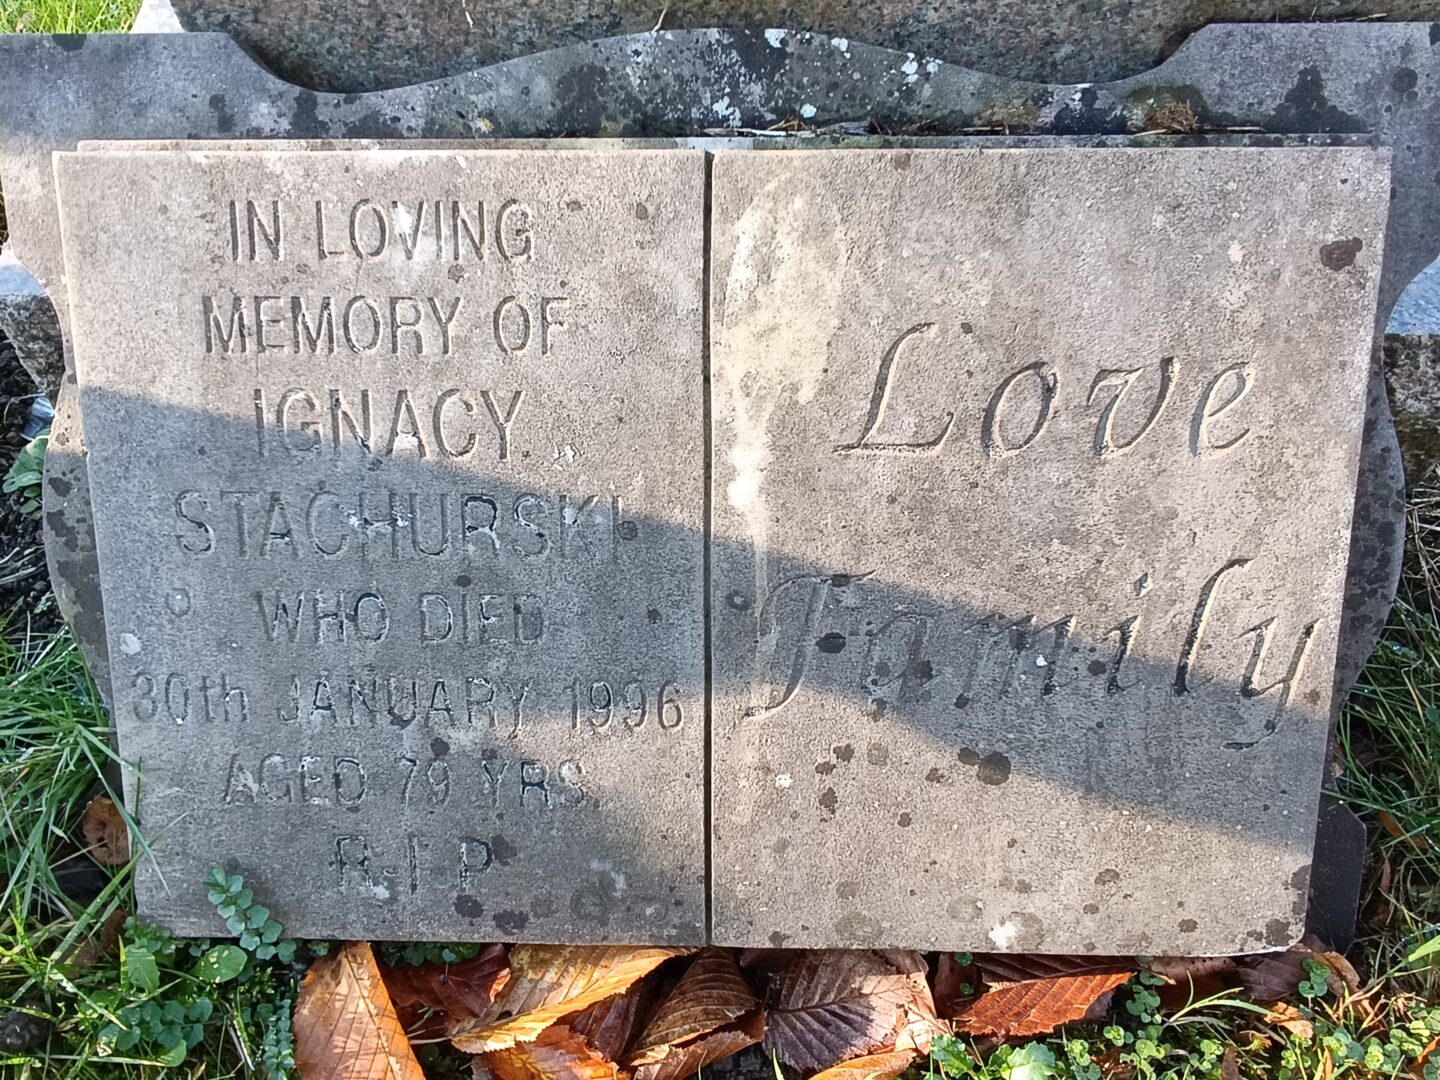 IN LOVING
MEMORY OF
IGNACY
STACHURSKI
WHO DIED
30th JANUARY 1996
AGED 79 YRS.
R.I.P
Love
Family